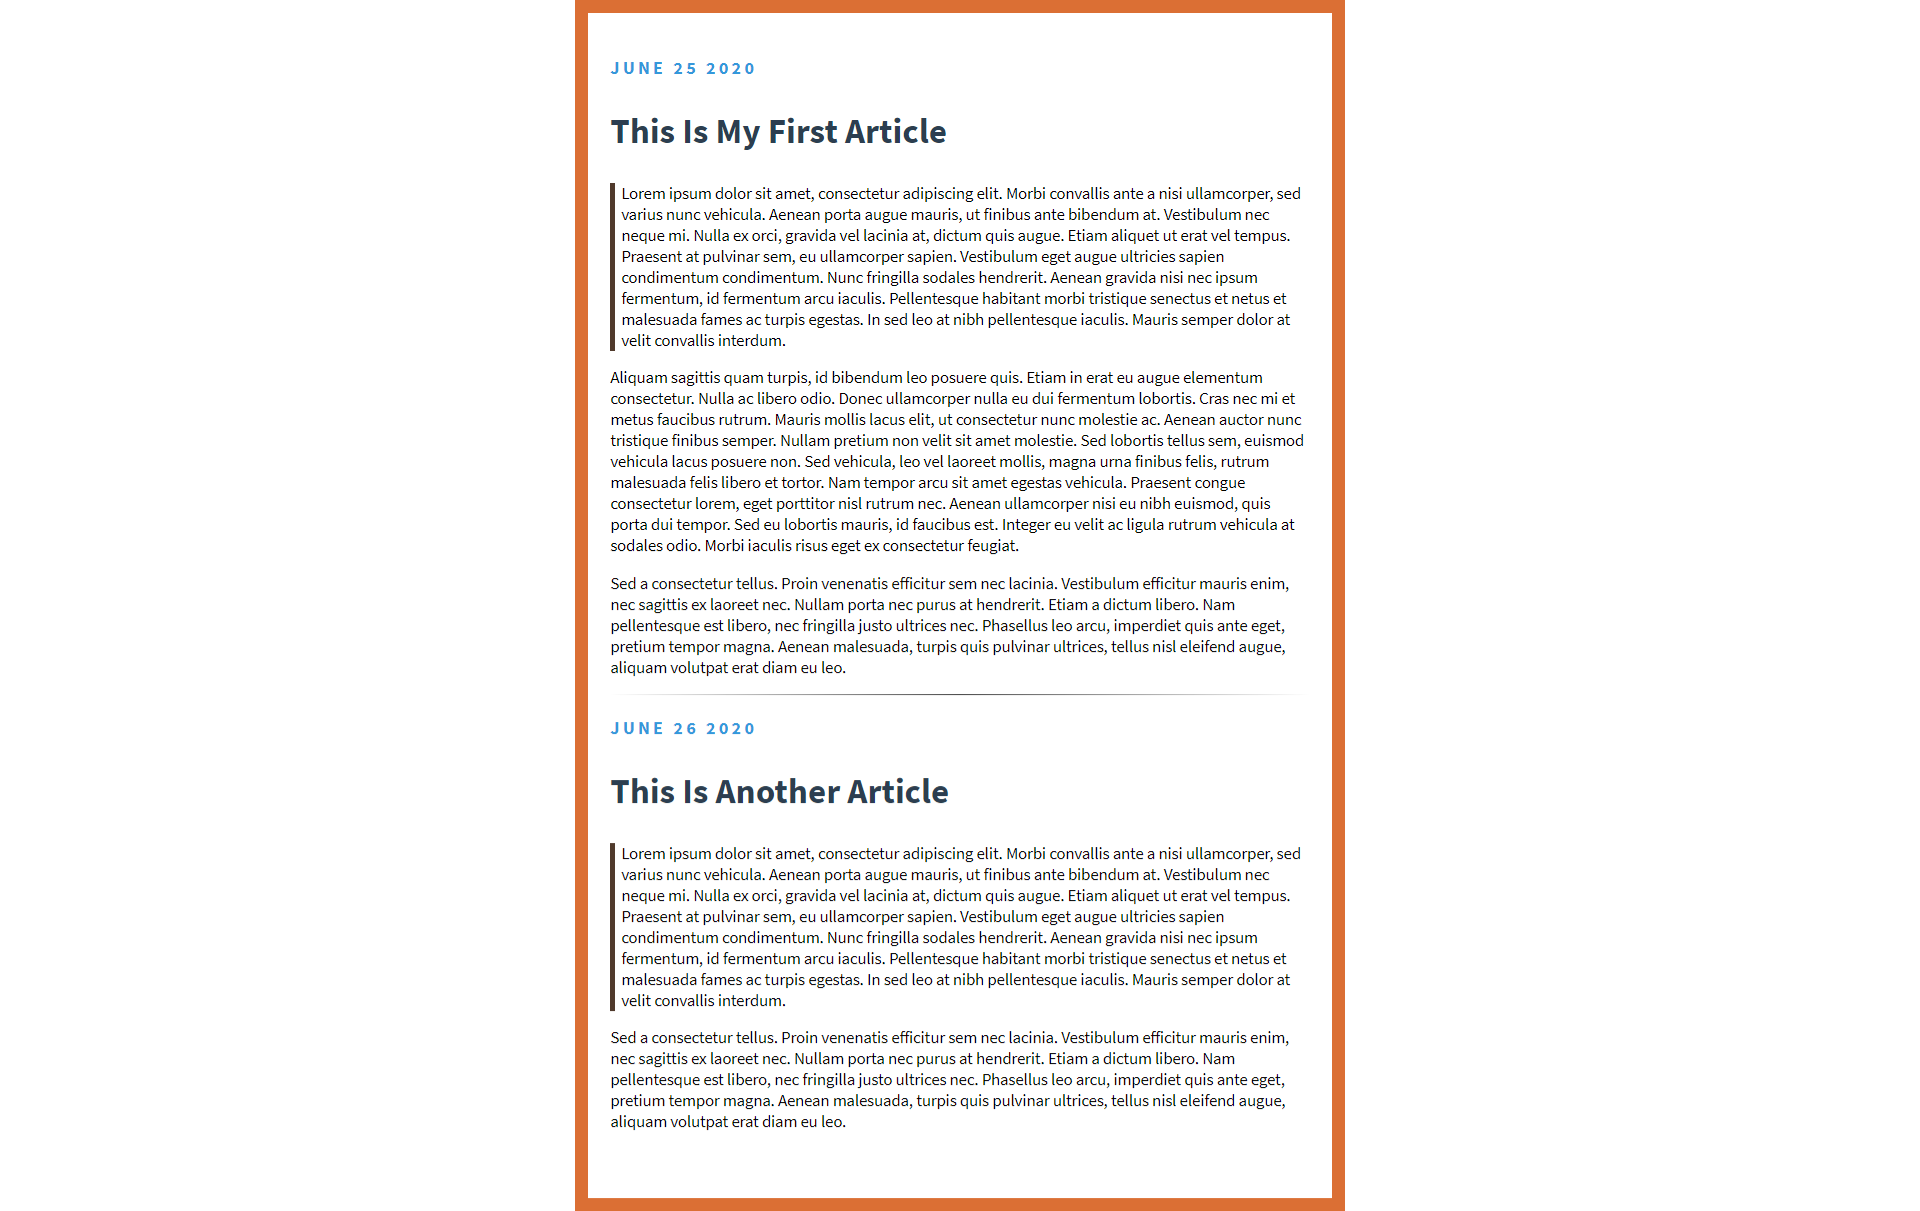 JUNE 25 2020
This Is My First Article
Lorem ipsum dolor sit amet, consectetur adipiscing elit. Morbi convallis ante a nisi ullamcorper, sed
varius nunc vehicula. Aenean porta augue mauris, ut finibus ante bibendum at. Vestibulum nec
neque mi. Nulla ex orci, gravida vel lacinia at, dictum quis augue. Etiam aliquet ut erat vel tempus.
Praesent at pulvinar sem, eu ullamcorper sapien. Vestibulum eget augue ultricies sapien
condimentum condimentum. Nunc fringilla sodales hendrerit. Aenean gravida nisi nec ipsum
fermentum, id fermentum arcu iaculis. Pellentesque habitant morbi tristique senectus et netus et
malesuada fames ac turpis egestas. In sed leo at nibh pellentesque iaculis. Mauris semper dolor at
velit convallis interdum.
Aliquam sagittis quam turpis, id bibendum leo posuere quis. Etiam in erat eu augue elementum
consectetur. Nulla ac libero odio. Donec ullamcorper nulla eu dui fermentum lobortis. Cras nec mi et
metus faucibus rutrum. Mauris mollis lacus elit, ut consectetur nunc molestie ac. Aenean auctor nunc
tristique finibus semper. Nullam pretium non velit sit amet molestie. Sed lobortis tellus sem, euismod
vehicula lacus posuere non. Sed vehicula, leo vel laoreet mollis, magna urna finibus felis, rutrum
malesuada felis libero et tortor. Nam tempor arcu sit amet egestas vehicula. Praesent congue
consectetur lorem, eget porttitor nisl rutrum nec. Aenean ullamcorper nisi eu nibh euismod, quis
porta dui tempor. Sed eu lobortis mauris, id faucibus est. Integer eu velit ac ligula rutrum vehicula at
sodales odio. Morbi iaculis risus eget ex consectetur feugiat.
Sed a consectetur tellus. Proin venenatis efficitur sem nec lacinia. Vestibulum efficitur mauris enim,
nec sagittis ex laoreet nec. Nullam porta nec purus at hendrerit. Etiam a dictum libero. Nam
pellentesque est libero, nec fringilla justo ultrices nec. Phasellus leo arcu, imperdiet quis ante eget,
pretium tempor magna. Aenean malesuada, turpis quis pulvinar ultrices, tellus nisl eleifend augue,
aliquam volutpat erat diam eu leo.
JUNE 26 2020
This Is Another Article
Lorem ipsum dolor sit amet, consectetur adipiscing elit. Morbi convallis ante a nisi ullamcorper, sed
varius nunc vehicula. Aenean porta augue mauris, ut finibus ante bibendum at. Vestibulum nec
neque mi. Nulla ex orci, gravida vel lacinia at, dictum quis augue. Etiam aliquet ut erat vel tempus.
Praesent at pulvinar sem, eu ullamcorper sapien. Vestibulum eget augue ultricies sapien
condimentum condimentum. Nunc fringilla sodales hendrerit. Aenean gravida nisi nec ipsum
fermentum, id fermentum arcu iaculis. Pellentesque habitant morbi tristique senectus et netus et
malesuada fames ac turpis egestas. In sed leo at nibh pellentesque iaculis. Mauris semper dolor at
velit convallis interdum.
Sed a consectetur tellus. Proin venenatis efficitur sem nec lacinia. Vestibulum efficitur mauris enim,
nec sagittis ex laoreet nec. Nullam porta nec purus at hendrerit. Etiam a dictum libero. Nam
pellentesque est libero, nec fringilla justo ultrices nec. Phasellus leo arcu, imperdiet quis ante eget,
pretium tempor magna. Aenean malesuada, turpis quis pulvinar ultrices, tellus nisl eleifend augue,
aliquam volutpat erat diam eu leo.